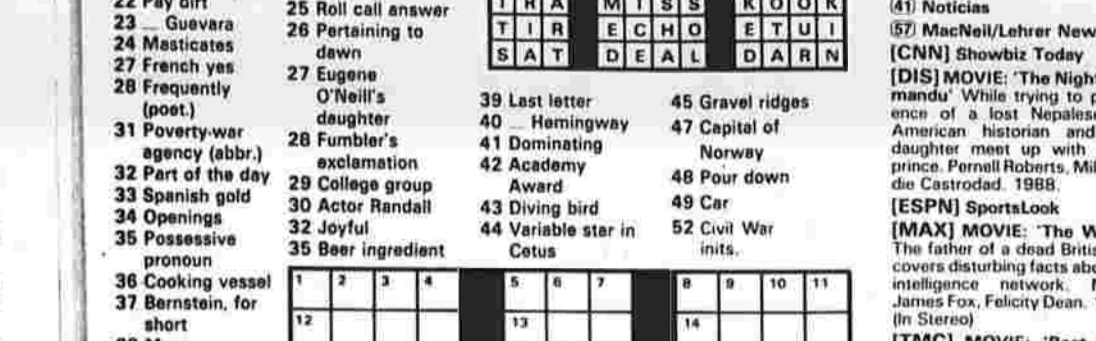 22 Pay dirt
23 ... Guevara
24 Masticates
27 French yes
28 Frequently
(poet.)
31 Poverty-war
agency (abbr.)
32 Part of the day
33 Spanish gold
34 Openings
35 Possessive
pronoun
36 Cooking vessel
37 Bernstein, for
short
25 Roll call answer
26 Pertaining to
dawn
27 Eugene
O'Neill's
daughter
28 Fumbler's
exclamation
29 College group
30 Actor Randall
32 Joyful
35 Beer ingredient
T R A M I S S K O O K
T I R E C H O E T U I
S A T D E A L D A R N
39 Last letter
40 ... Hemingway
41 Dominating
42 Academy
Award
43 Diving bird
44 Variable star in
Cetus
45 Gravel ridges
47 Capital of
Norway
48 Pour down
49 Car
52 Civil War
inits.
1 2 3 4 5 6 7 8 9 10 11
12 13 14
(41) Noticias
(57) MacNeil/Lehrer New
[CNN] Showbiz Today
[DIS] MOVIE: 'The Night
mandu' While trying to p
ence of a lost Nepales
American historian and
daughter meet up with
prince. Pernell Roberts, Mil
die Castrodad. 1988.
[ESPN] SportsLook
[MAX] MOVIE: 'The W
The father of a dead Britis
covers disturbing facts abo
intelligence network.
James Fox, Felicity Dean.
(In Stereo)
[TMC] MOVIE: